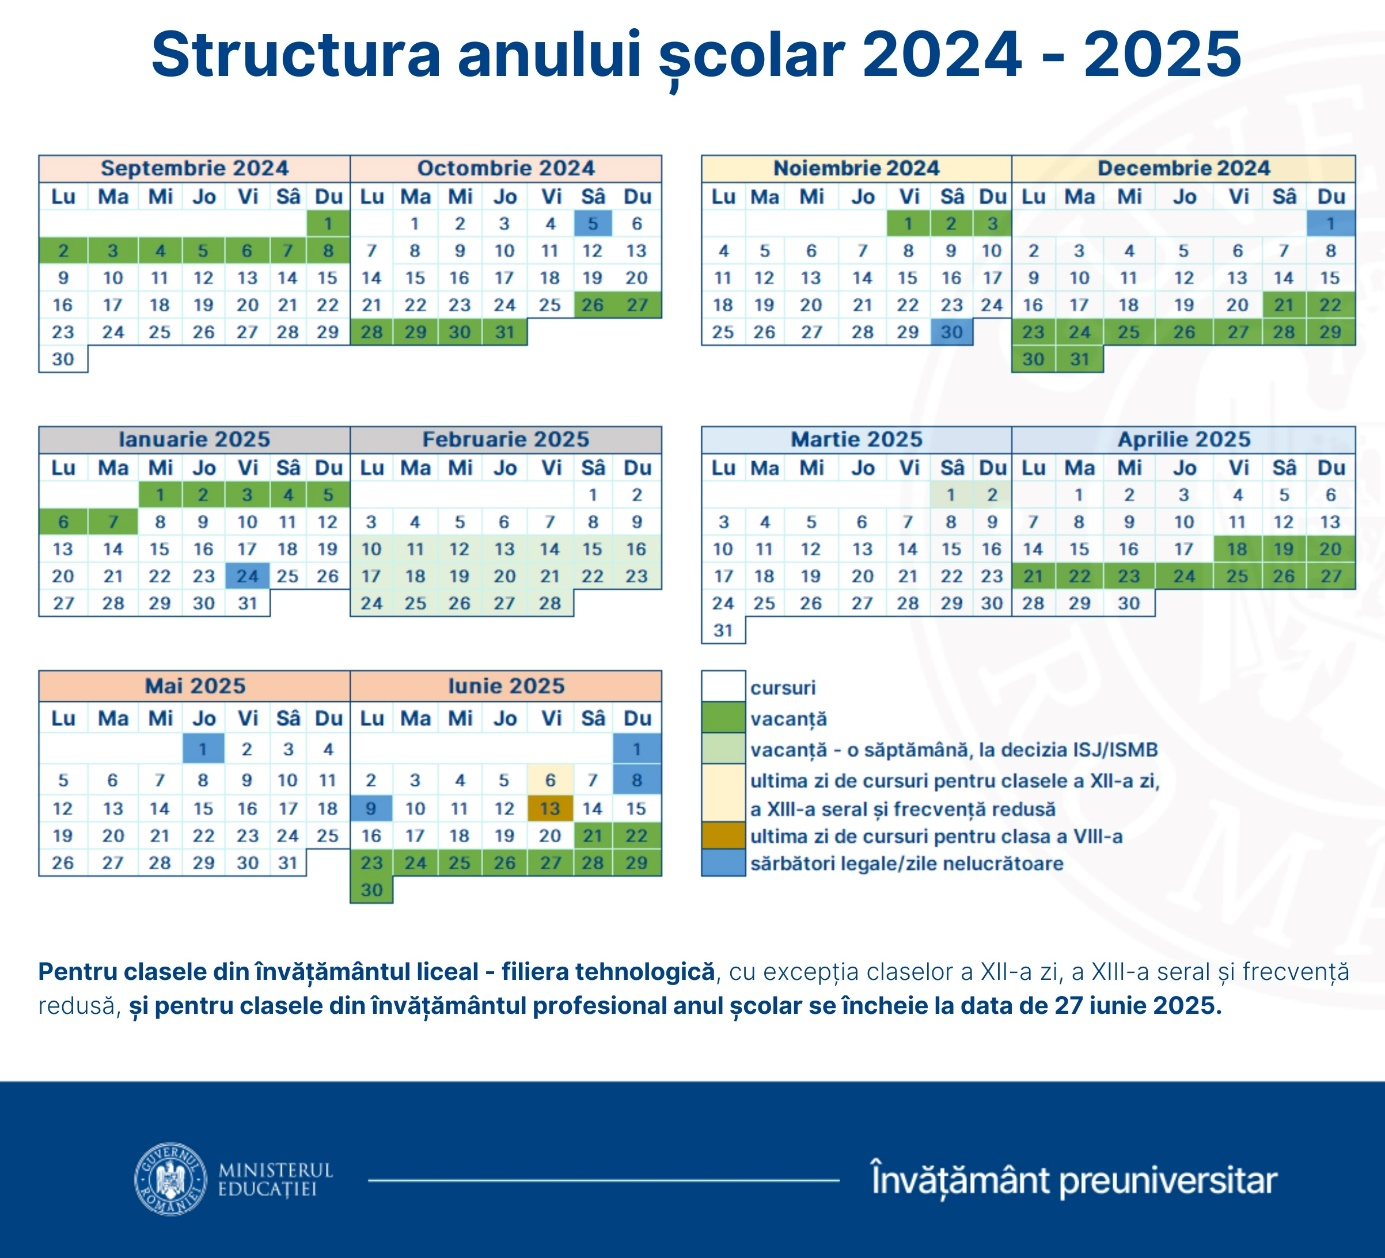 Structura anului școlar 2024 - 2025
Septembrie 2024 Octombrie 2024
Lu Ma Mi Jo Vi Sâ Du Lu Ma Mi Jo Vi Sâ Du
1 1 2 3 4 5 6
2 3 4 5 6 7 8 7 8 9 10 11 12 13
9 10 11 12 13 14 15 14 15 16 17 18 19 20
16 17 18 19 20 21 22 21 22 23 24 25 26 27
23 24 25 26 27 28 29 28 29 30 31
30
Noiembrie 2024 Decembrie 2024
Lu Ma Mi Jo Vi Sâ Du Lu Ma Mi Jo Vi Sâ Du
1 2 3 1
4 5 6 7 8 9 10 2 3 4 5 6 7 8
11 12 13 14 15 16 17 9 10 11 12 13 14 15
18 19 20 21 22 23 24 16 17 18 19 20 21 22
25 26 27 28 29 30 23 24 25 26 27 28 29
30 31
Ianuarie 2025 Februarie 2025
Lu Ma Mi Jo Vi Sâ Du Lu Ma Mi Jo Vi Sâ Du
1 2 3 4 5 1 2
6 7 8 9 10 11 12 3 4 5 6 7 8 9
13 14 15 16 17 18 19 10 11 12 13 14 15 16
20 21 22 23 24 25 26 17 18 19 20 21 22 23
27 28 29 30 31 24 25 26 27 28
Martie 2025 Aprilie 2025
Lu Ma Mi Jo Vi Sâ Du Lu Ma Mi Jo Vi Sâ Du
1 2 1 2 3 4 5 6
3 4 5 6 7 8 9 7 8 9 10 11 12 13
10 11 12 13 14 15 16 14 15 16 17 18 19 20
17 18 19 20 21 22 23 21 22 23 24 25 26 27
24 25 26 27 28 29 30 28 29 30
31
Mai 2025 Iunie 2025
Lu Ma Mi Jo Vi Sâ Du Lu Ma Mi Jo Vi Sâ Du
1 2 3 4 1
5 6 7 8 9 10 11 2 3 4 5 6 7 8
12 13 14 15 16 17 18 9 10 11 12 13 14 15
19 20 21 22 23 24 25 16 17 18 19 20 21 22
26 27 28 29 30 31 23 24 25 26 27 28 29
30
cursuri
vacanță
vacanță - o săptămână, la decizia ISJ/ISMB
ultima zi de cursuri pentru clasele a XII-a zi,
a XIII-a seral și frecvență redusă
ultima zi de cursuri pentru clasa a VIII-a
sărbători legale/zile nelucrătoare
Pentru clasele din învățământul liceal - filiera tehnologică, cu excepția claselor a XII-a zi, a XIII-a seral și frecvență
redusă, și pentru clasele din învățământul profesional anul școlar se încheie la data de 27 iunie 2025.
GUVERNUL
ROMÂNIEI
MINISTERUL
EDUCAȚIEI
Învățământ preuniversitar